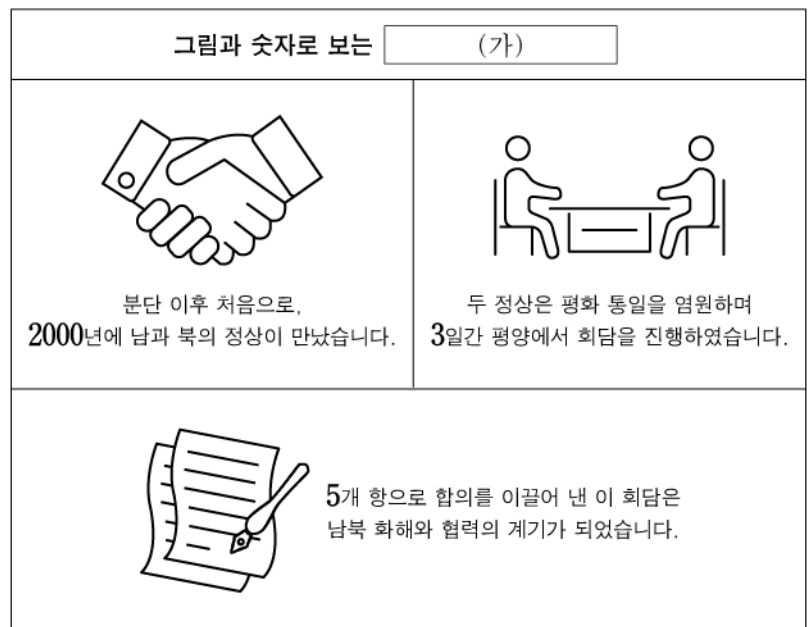 그림과 숫자로 보는 (가)
분단 이후 처음으로,
2000년에 남과 북의 정상이 만났습니다.
두 정상은 평화 통일을 염원하며
3일간 평양에서 회담을 진행하였습니다.
5개 항으로 합의를 이끌어 낸 이 회담은
남북 화해와 협력의 계기가 되었습니다.